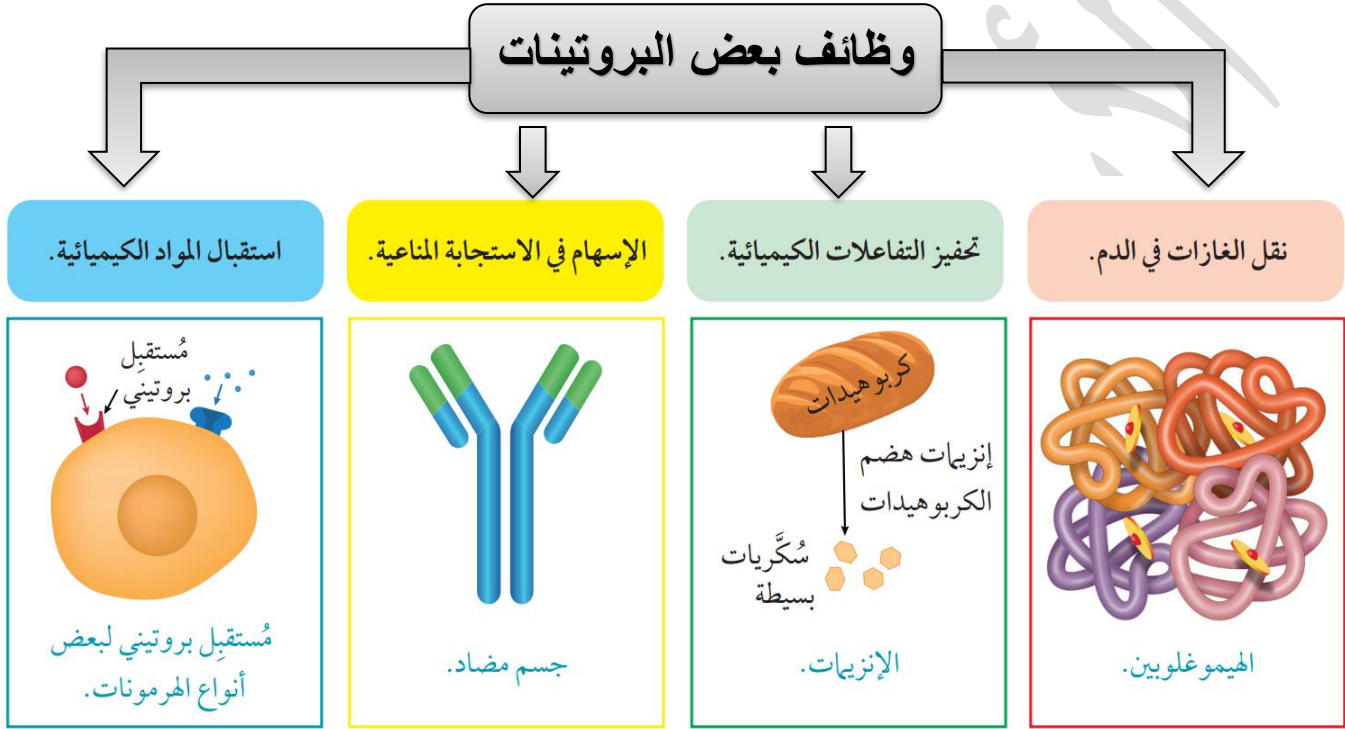 وظائف بعض البروتينات
نقل الغازات في الدم.
تحفيز التفاعلات الكيميائية.
الإسهام في الاستجابة المناعية.
استقبال المواد الكيميائية.
الهيموغلوبين.
كربوهيدات
إنزيمات هضم
الكربوهيدات
سُكَّريات
بسيطة
الإنزيمات.
جسم مضاد.
مُستقبِل
بروتيني
مُستقبِل بروتيني لبعض
أنواع الهرمونات.